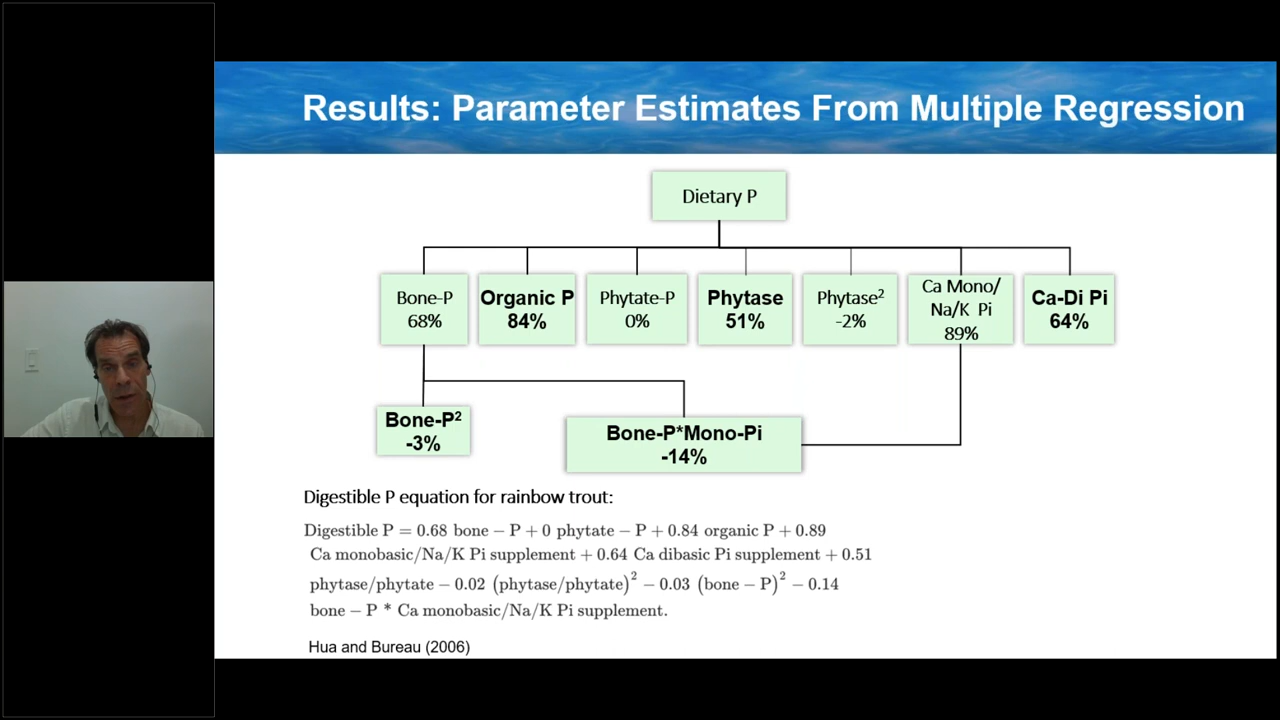 Results: Parameter Estimates From Multiple Regression
Dietary P
Bone-P
68%
Organic P
84%
Phytate-P
0%
Phytase
51%
Phytase²
-2%
Ca Mono/
Na/K Pi
89%
Ca-Di Pi
64%
Bone-P²
-3%
Bone-P*Mono-Pi
-14%
Digestible P equation for rainbow trout:
Digestible P = 0.68 bone − P + 0 phytate − P + 0.84 organic P + 0.89
Ca monobasic/Na/K Pi supplement + 0.64 Ca dibasic Pi supplement + 0.51
phytase/phytate − 0.02 (phytase/phytate)² − 0.03 (bone − P)² − 0.14
bone − P * Ca monobasic/Na/K Pi supplement.
Hua and Bureau (2006)